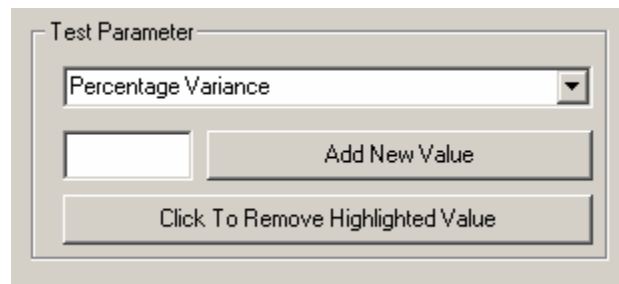 Test Parameter
Percentage Variance
Add New Value
Click To Remove Highlighted Value